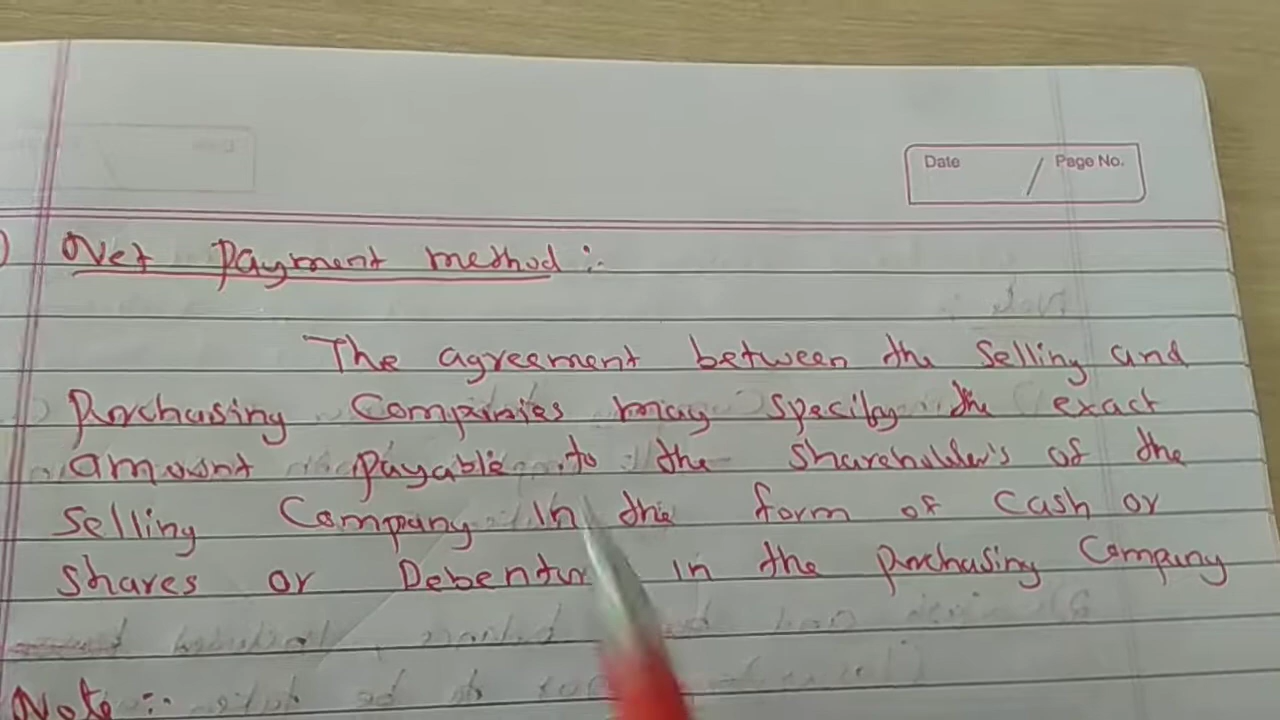 Date / Page No.
) Net Payment method :-
The agreement between the Selling and
Purchasing Companies may specify the exact
amount payable to the shareholder's of the
Selling Company in the form of Cash or
Shares or Debentur in the purchasing Company
Note :-